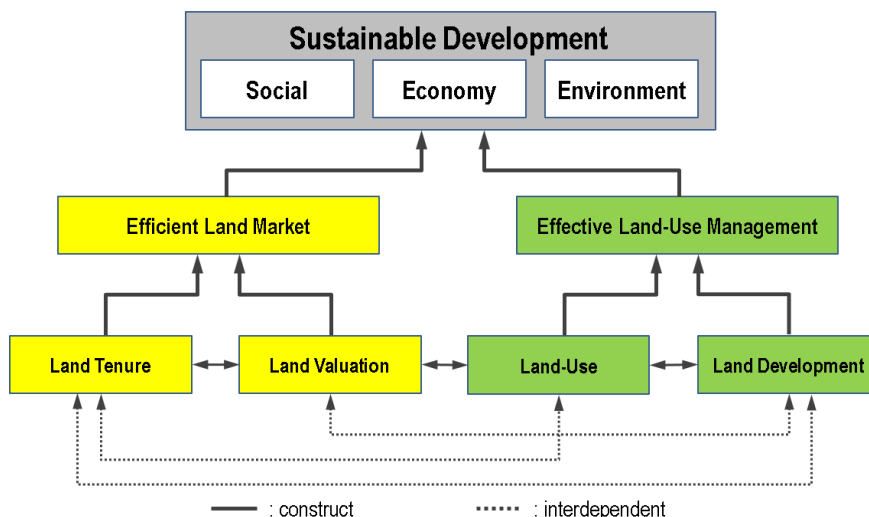 Sustainable Development
Social
Economy
Environment
Efficient Land Market
Effective Land-Use Management
Land Tenure
Land Valuation
Land-Use
Land Development
: construct
: interdependent